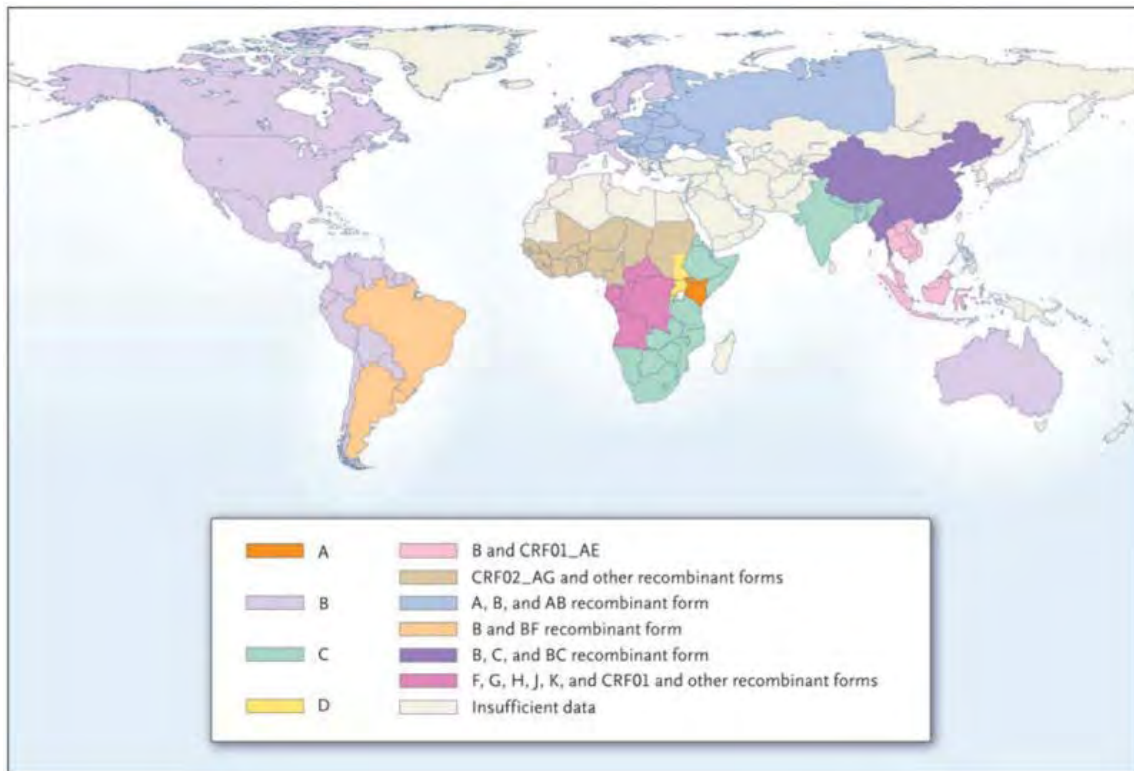 A
B
C
D
B and CRF01_AE
CRF02_AG and other recombinant forms
A, B, and AB recombinant form
B and BF recombinant form
B, C, and BC recombinant form
F, G, H, J, K, and CRF01 and other recombinant forms
Insufficient data